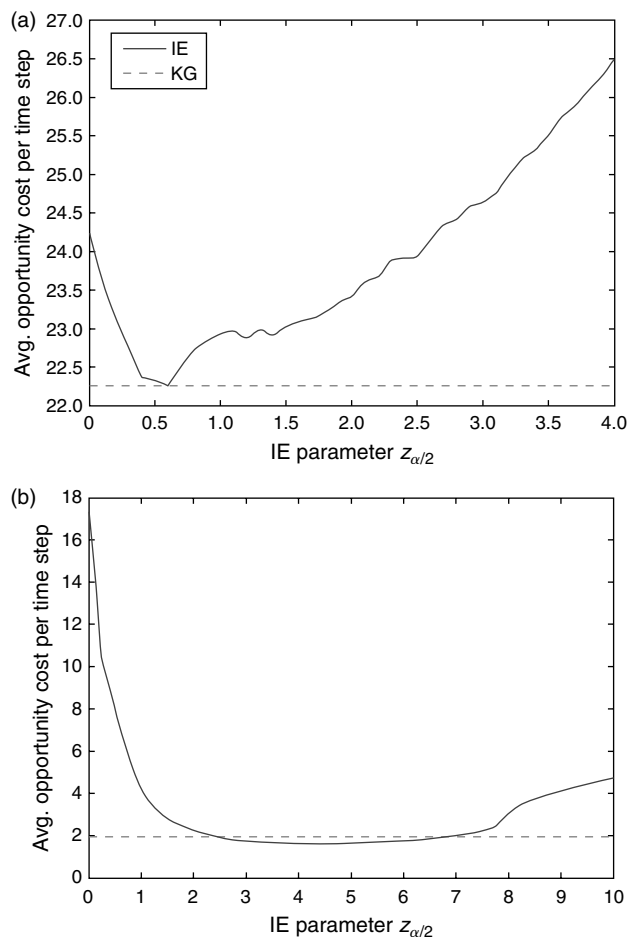 (a)
27.0
26.5
26.0
25.5
25.0
24.5
24.0
23.5
23.0
22.5
22.0
Avg. opportunity cost per time step
IE
KG
0 0.5 1.0 1.5 2.0 2.5 3.0 3.5 4.0
IE parameter zα/2
(b)
18
16
14
12
10
8
6
4
2
0
Avg. opportunity cost per time step
0 1 2 3 4 5 6 7 8 9 10
IE parameter zα/2